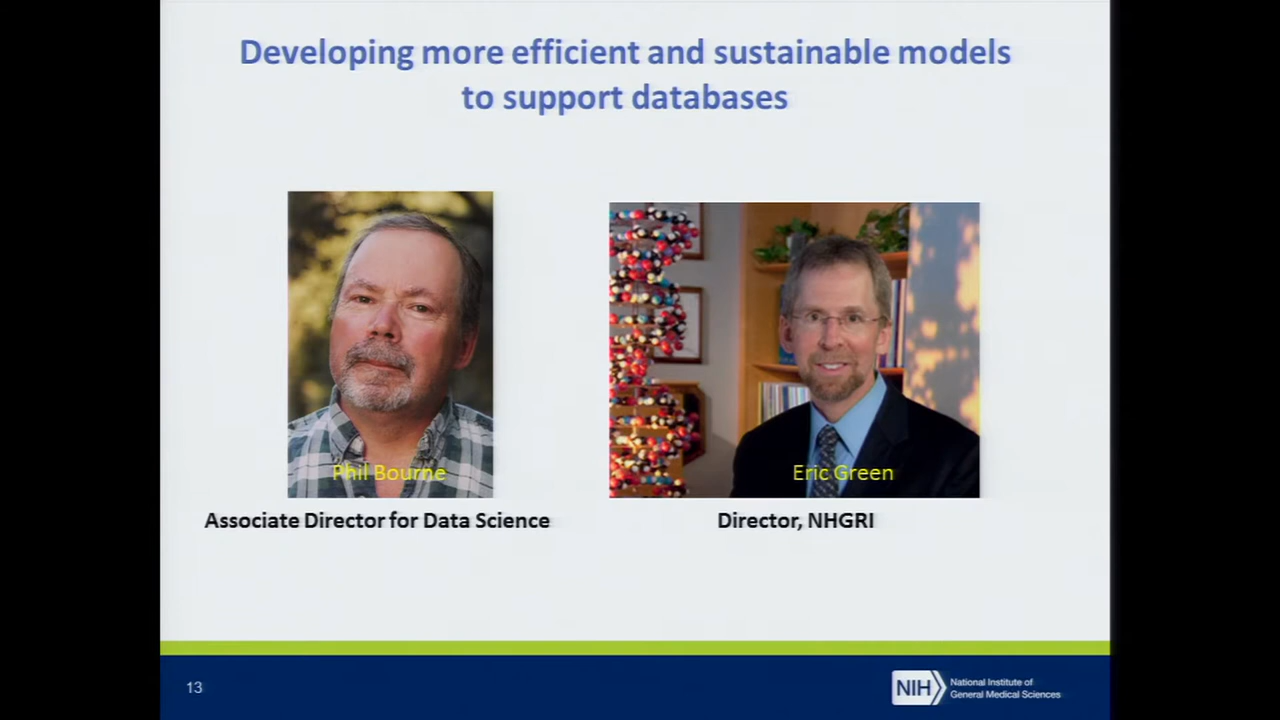 Developing more efficient and sustainable models
to support databases
Phil Bourne
Eric Green
Associate Director for Data Science
Director, NHGRI
13
NIH
National Institute of
General Medical Sciences